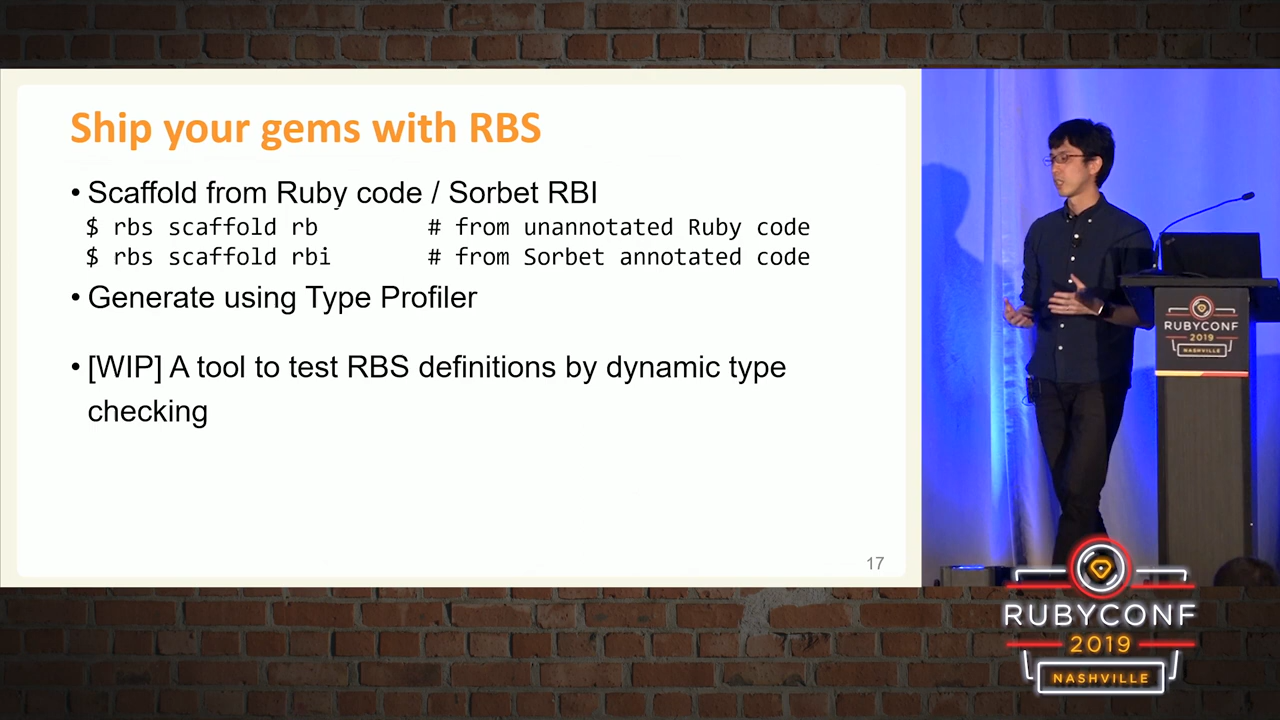 Ship your gems with RBS
• Scaffold from Ruby code / Sorbet RBI
$ rbs scaffold rb # from unannotated Ruby code
$ rbs scaffold rbi # from Sorbet annotated code
• Generate using Type Profiler
• [WIP] A tool to test RBS definitions by dynamic type
checking
17
RUBYCONF
2019
NASHVILLE
RUBYCONF
2019
NASHVILLE